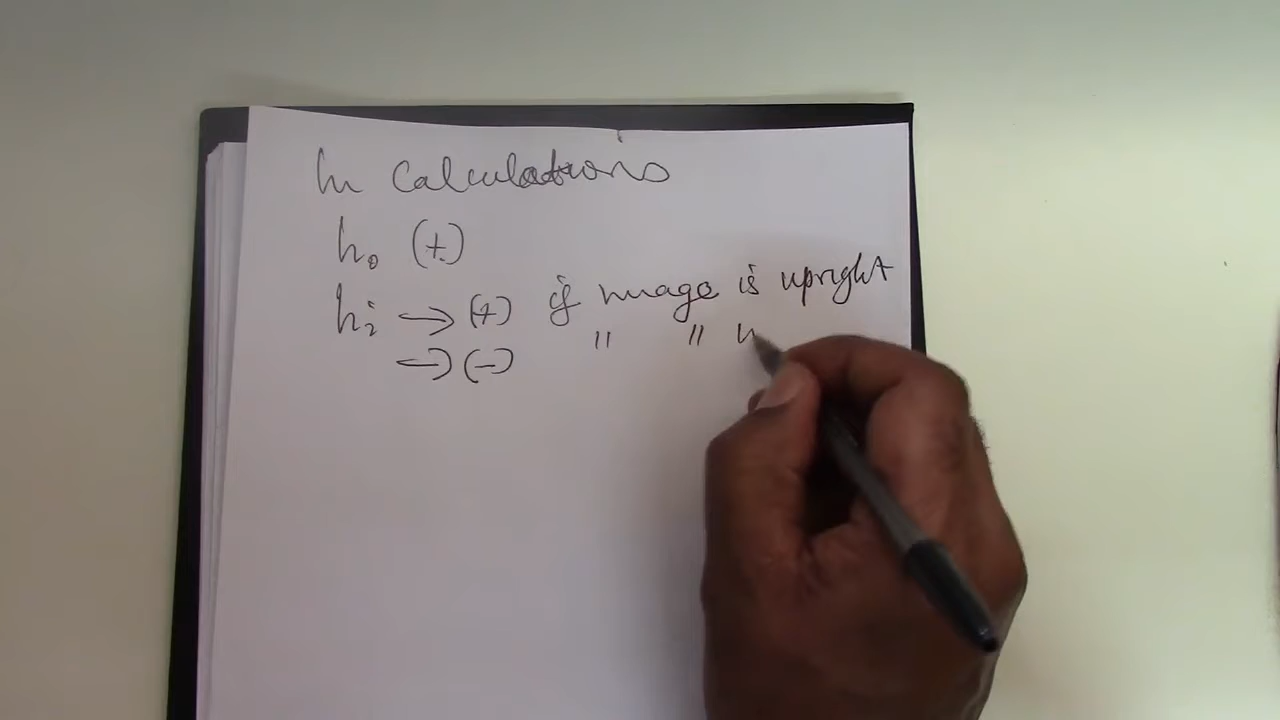 In calculations
h₀ (+)
hᵢ → (+) if image is upright
→ (-) " "